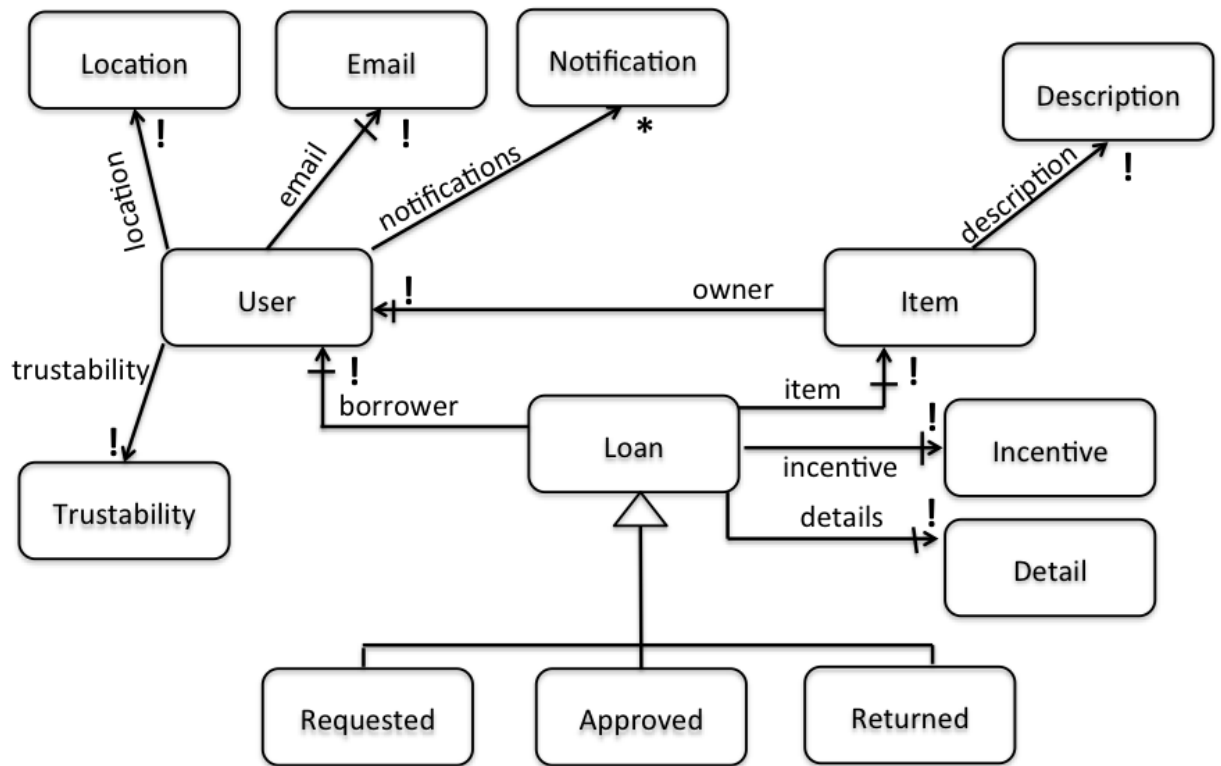 Location
Email
Notification
Description
!
!
*
!
location
email
notifications
description
User
!
owner
Item
trustability
!
borrower
!
item
!
Loan
!
incentive
Incentive
!
Trustability
details
!
Detail
Requested
Approved
Returned